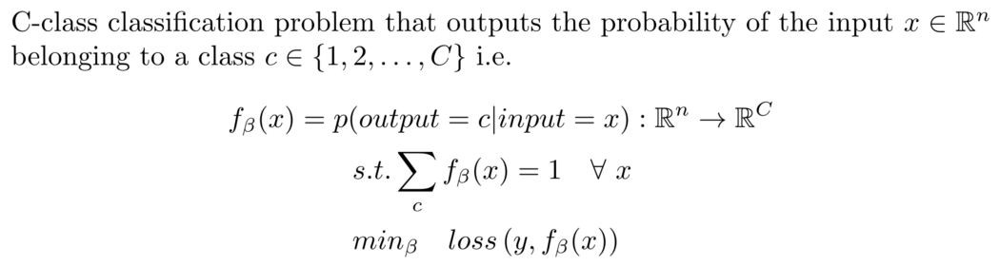 C-class classification problem that outputs the probability of the input $x \in \mathbb{R}^n$
belonging to a class $c \in \{1, 2, \ldots, C\}$ i.e.
$f_\beta(x) = p(output = c|input = x) : \mathbb{R}^n \rightarrow \mathbb{R}^C$
$s.t. \sum_c f_\beta(x) = 1 \quad \forall \, x$
$min_\beta \quad loss \, (y, f_\beta(x))$